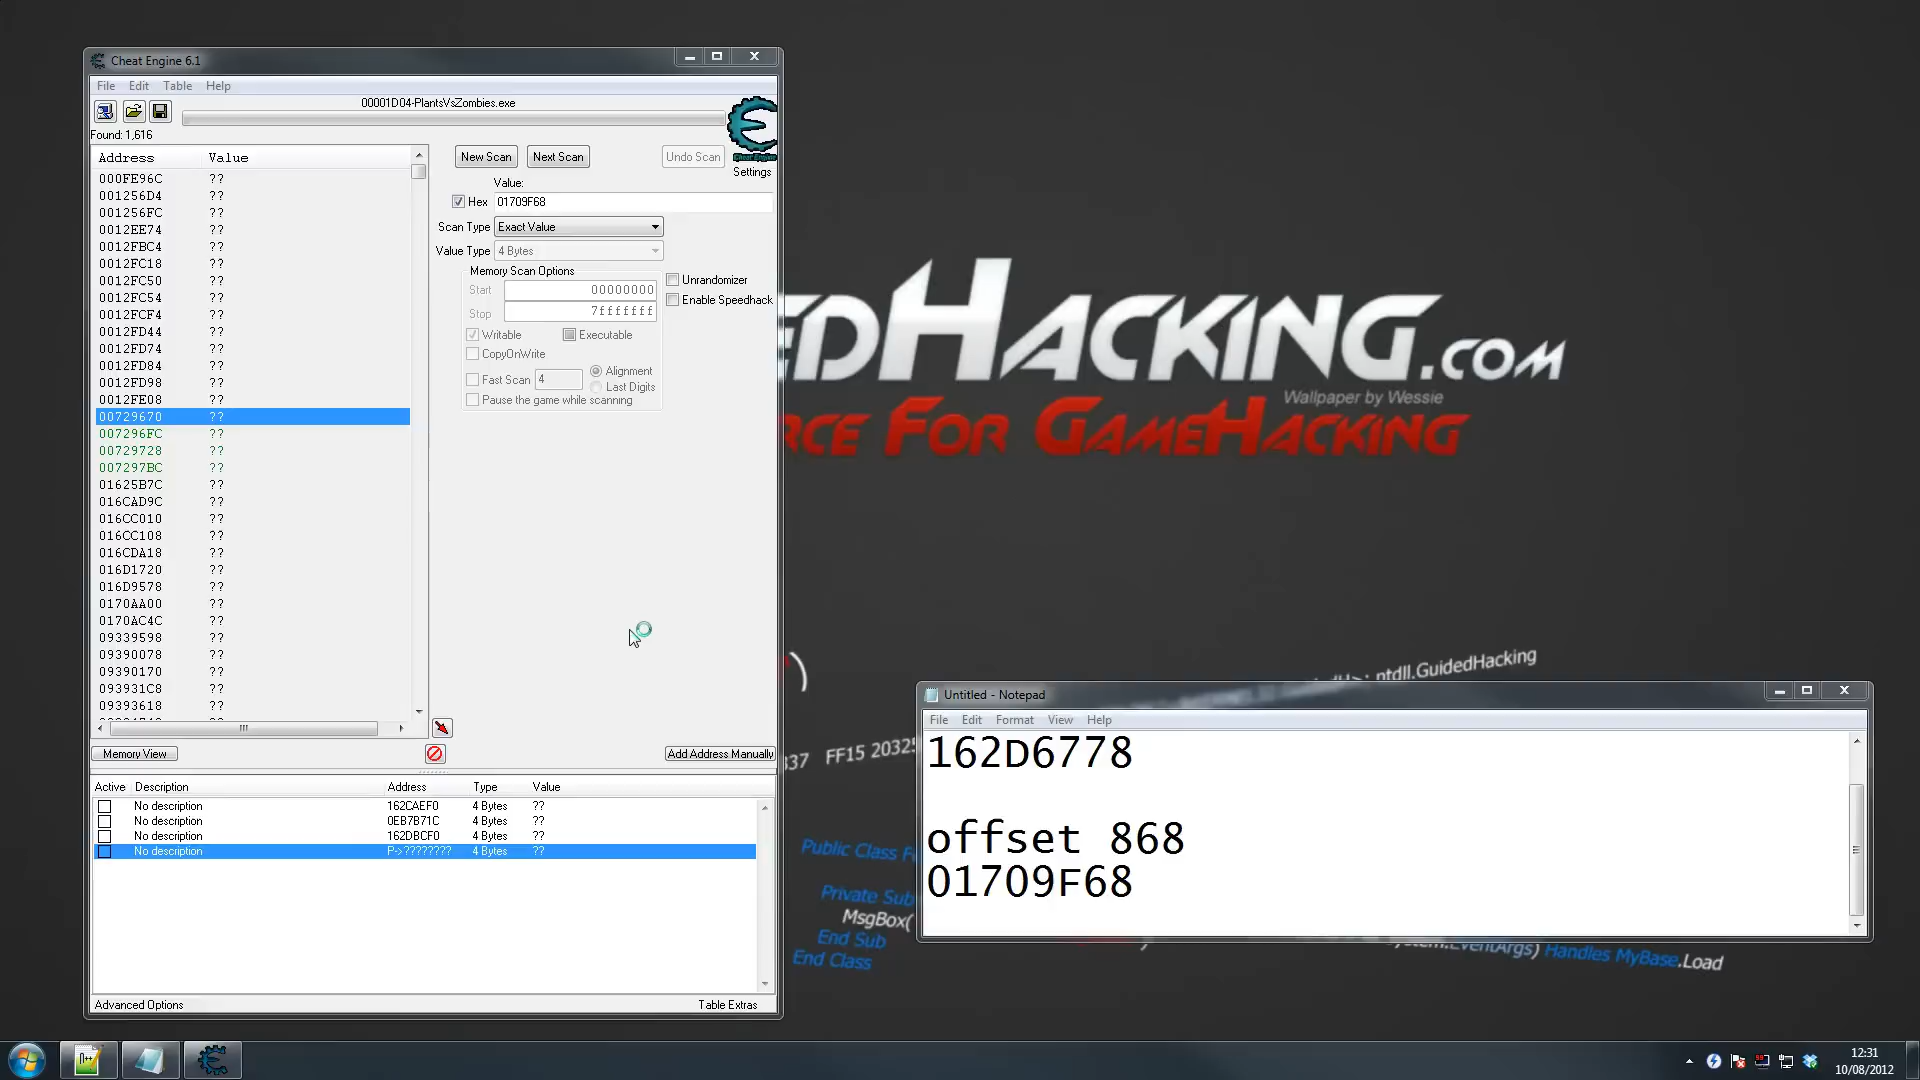 Cheat Engine 6.1
File Edit Table Help
00001D04-PlantsVsZombies.exe
Found: 1,616
Address Value
000FE96C ??
001256D4 ??
001256FC ??
0012EE74 ??
0012FBC4 ??
0012FC18 ??
0012FC50 ??
0012FC54 ??
0012FCF4 ??
0012FD44 ??
0012FD74 ??
0012FD84 ??
0012FD98 ??
0012FE08 ??
00729670 ??
007296FC ??
00729728 ??
007297BC ??
01625B7C ??
016CAD9C ??
016CC010 ??
016CC108 ??
016CDA18 ??
016D1720 ??
016D9578 ??
0170AA00 ??
0170AC4C ??
09339598 ??
09390078 ??
09390170 ??
093931C8 ??
09393618 ??
New Scan Next Scan Undo Scan
Cheat Engine
Settings
Value:
Hex 01709F68
Scan Type Exact Value
Value Type 4 Bytes
Memory Scan Options
Start 00000000
Stop 7fffffff
Writable Executable
CopyOnWrite
Fast Scan 4 Alignment
Last Digits
Pause the game while scanning
Unrandomizer
Enable Speedhack
Memory View Add Address Manually
Active Description Address Type Value
No description 162CAEF0 4 Bytes ??
No description 0EB7B71C 4 Bytes ??
No description 162DBCF0 4 Bytes ??
No description P->???????? 4 Bytes ??
Advanced Options Table Extras
EDHACKING.COM
Wallpaper by Wessie
RCE FOR GAMEHACKING
ntdll.GuidedHacking
337 FF15 2032
Public Class F
Private Sub
MsgBox(
End Sub
End Class
System.EventArgs) Handles MyBase.Load
Untitled - Notepad
File Edit Format View Help
162D6778
offset 868
01709F68
12:31
10/08/2012